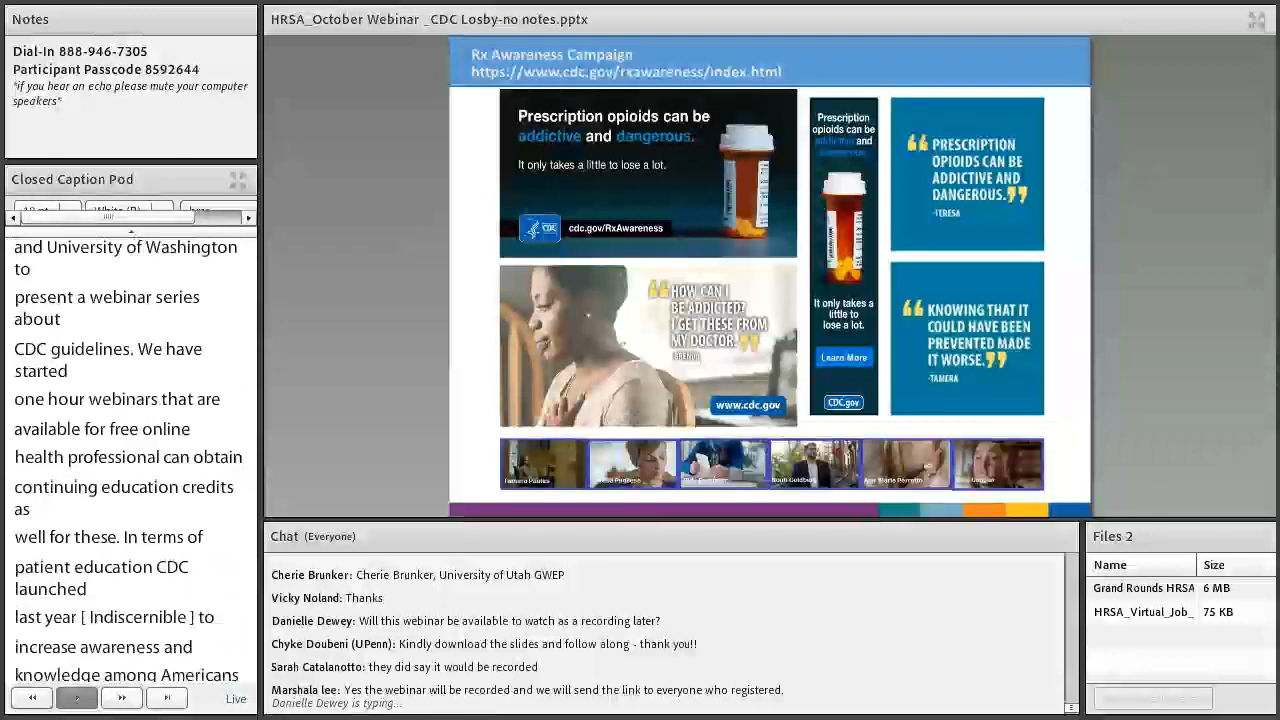 Notes
Dial-In 888-946-7305
Participant Passcode 8592644
*if you hear an echo please mute your computer
speakers*
Closed Caption Pod
and University of Washington
to
present a webinar series
about
CDC guidelines. We have
started
one hour webinars that are
available for free online
health professional can obtain
continuing education credits
as
well for these. In terms of
patient education CDC
launched
last year [ Indiscernible ] to
increase awareness and
knowledge among Americans
Live
HRSA_October Webinar _CDC Losby-no notes.pptx
Rx Awareness Campaign
https://www.cdc.gov/rxawareness/index.html
Prescription opioids can be
addictive and dangerous.
It only takes a little to lose a lot.
CDC
cdc.gov/RxAwareness
"HOW CAN I
BE ADDICTED?
I GET THESE FROM
MY DOCTOR."
www.cdc.gov
Prescription
opioids can be
addictive and
dangerous.
It only takes a
little to
lose a lot.
Learn More
CDC.gov
"PRESCRIPTION
OPIOIDS CAN BE
ADDICTIVE AND
DANGEROUS."
-TERESA
"KNOWING THAT IT
COULD HAVE BEEN
PREVENTED MADE
IT WORSE."
-TAMERA
Chat (Everyone)
Cherie Brunker: Cherie Brunker, University of Utah GWEP
Vicky Noland: Thanks
Danielle Dewey: Will this webinar be available to watch as a recording later?
Chyke Doubeni (UPenn): Kindly download the slides and follow along - thank you!!
Sarah Catalanotto: they did say it would be recorded
Marshala lee: Yes the webinar will be recorded and we will send the link to everyone who registered.
Danielle Dewey is typing...
Files 2
Name Size
Grand Rounds HRSA 6 MB
HRSA_Virtual_Job_ 75 KB